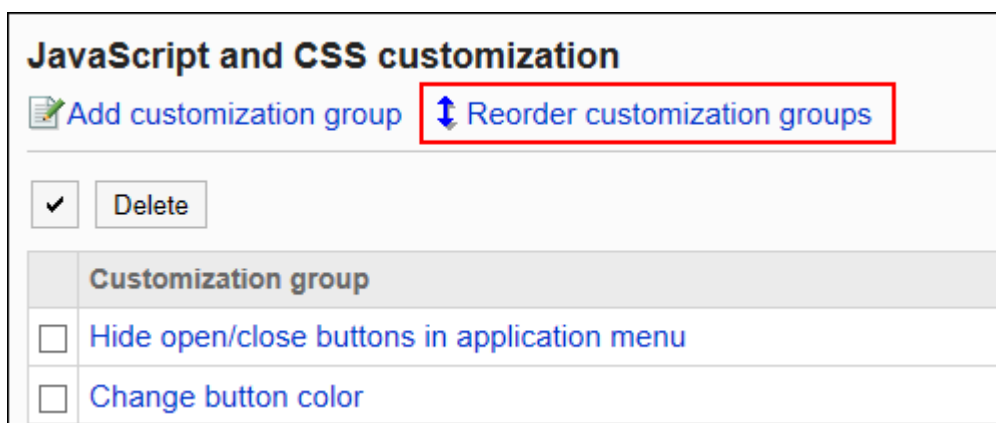 JavaScript and CSS customization
Add customization group Reorder customization groups
Delete
Customization group
Hide open/close buttons in application menu
Change button color